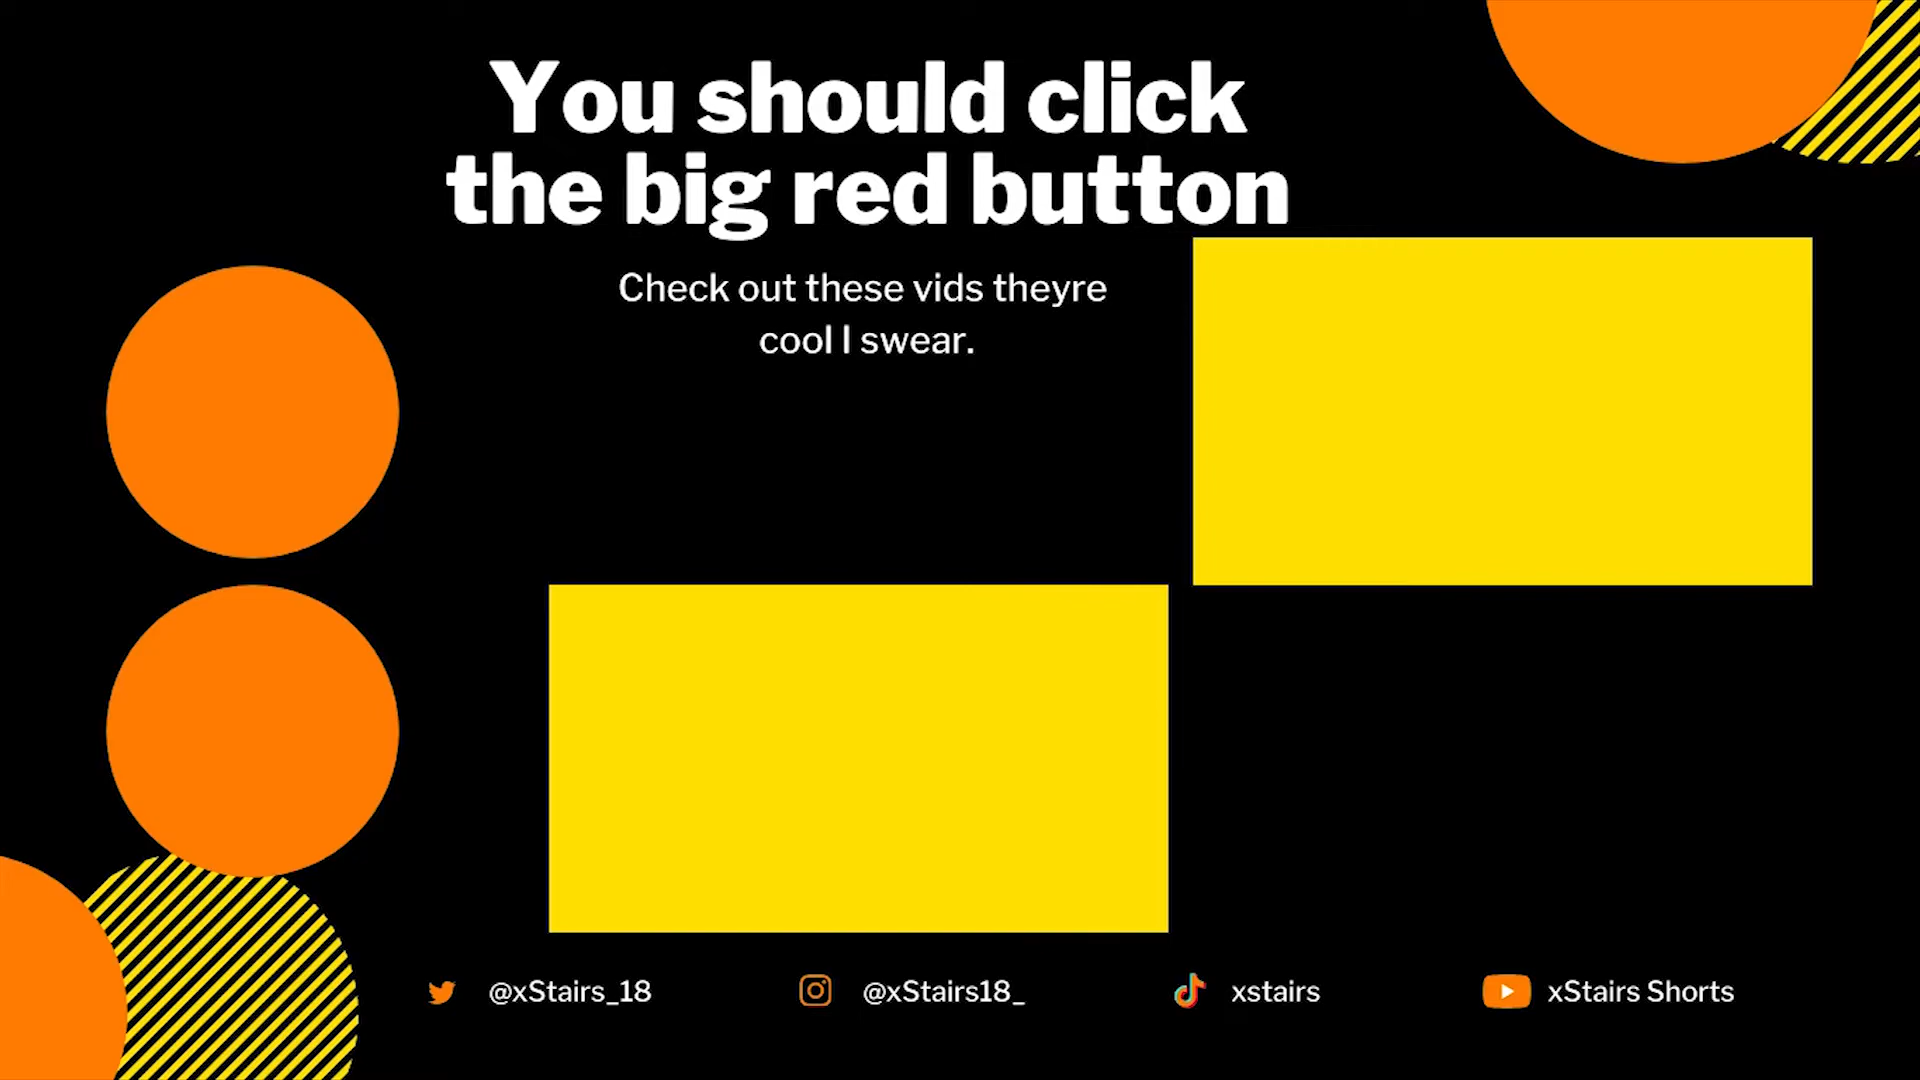 You should click
the big red button
Check out these vids theyre
cool I swear.
@xStairs_18
@xStairs18_
xstairs
xStairs Shorts